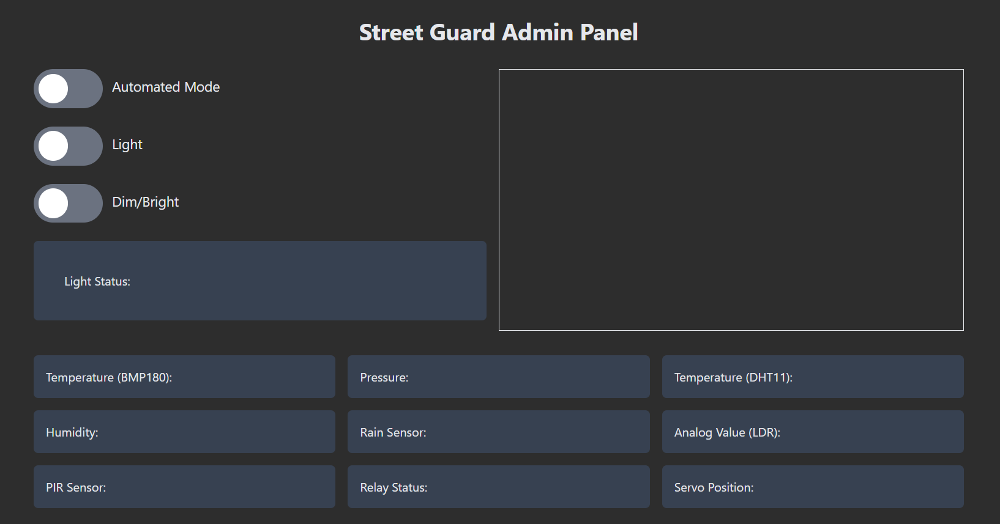 Street Guard Admin Panel
Automated Mode
Light
Dim/Bright
Light Status:
Temperature (BMP180):
Pressure:
Temperature (DHT11):
Humidity:
Rain Sensor:
Analog Value (LDR):
PIR Sensor:
Relay Status:
Servo Position: